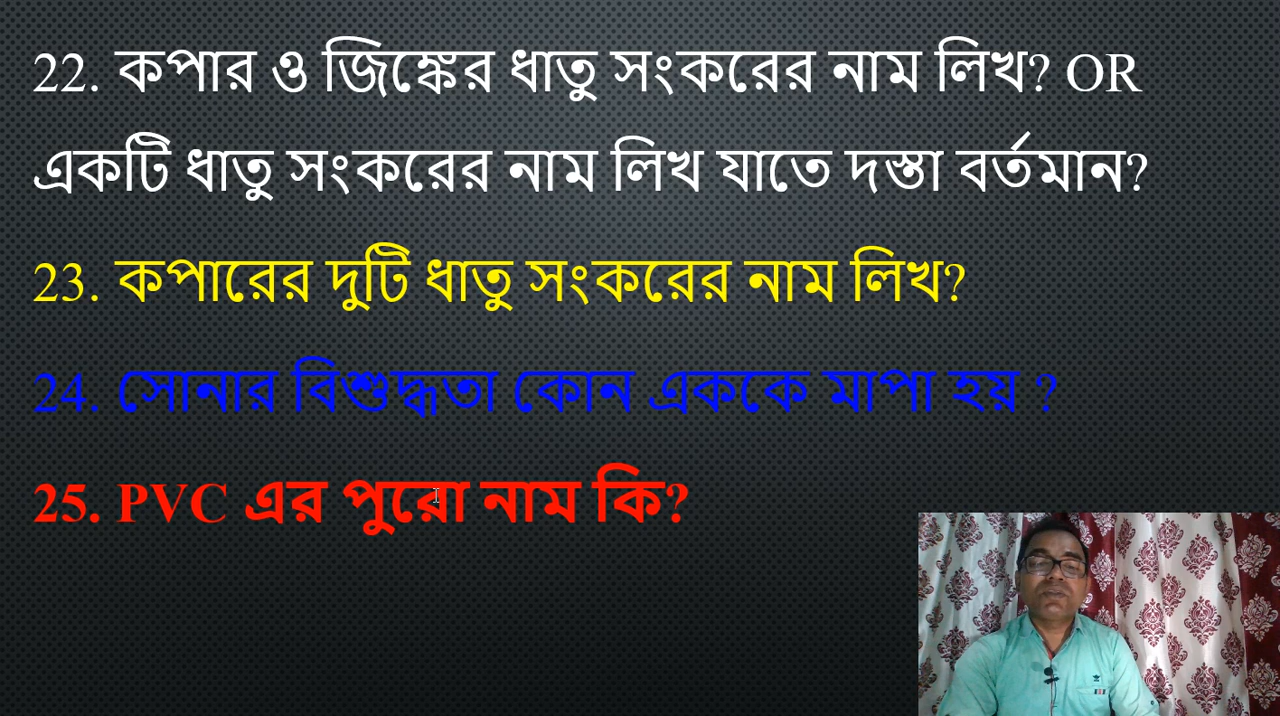 22. কপার ও জিঙ্কের ধাতু সংকরের নাম লিখ? OR
একটি ধাতু সংকরের নাম লিখ যাতে দস্তা বর্তমান?
23. কপারের দুটি ধাতু সংকরের নাম লিখ?
24. সোনার বিশুদ্ধতা কোন এককে মাপা হয় ?
25. PVC এর পুরো নাম কি?